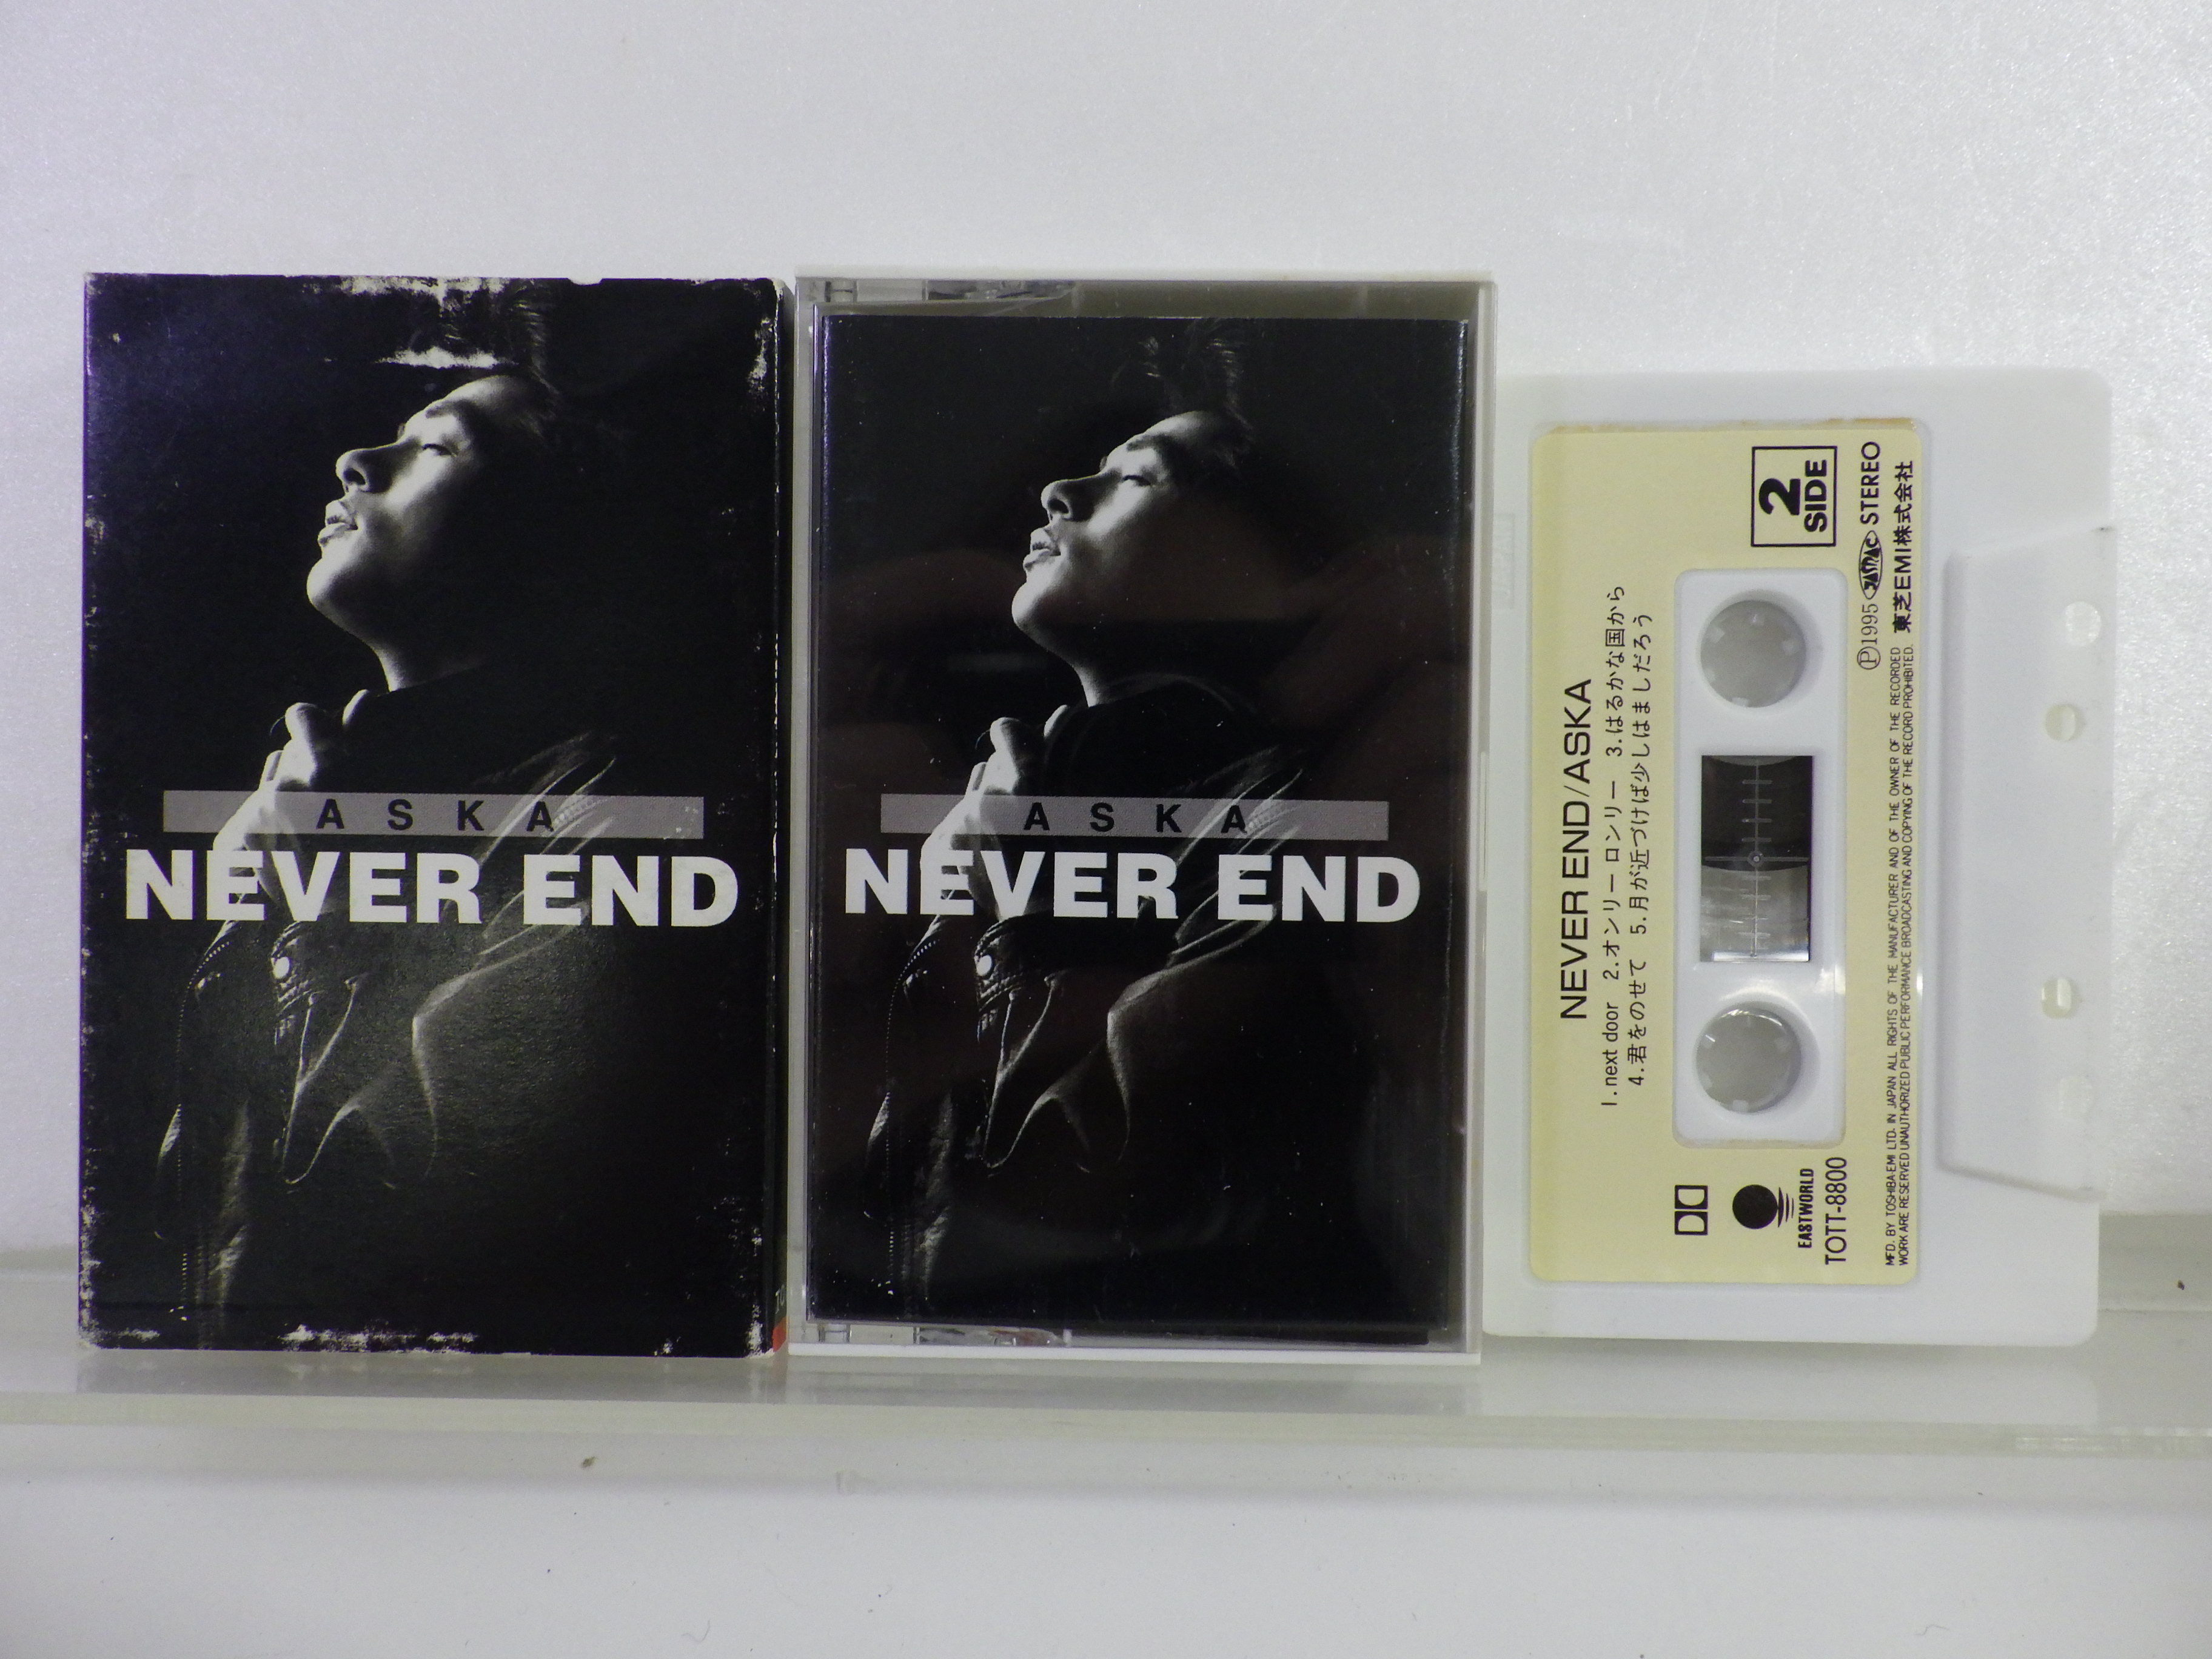 ASKA
NEVER END
TO
ASKA
NEVER END
NEVER END/ASKA
1. next door 2.オンリー ロンリー 3.はるかな国から
4.君をのせて 5.月が近づけば少しはましだろう
2
SIDE
Ⓟ1995 JASRAC STEREO
東芝EMI株式会社
EASTWORLD
TOTT-8800
MFD. BY TOSHIBA-EMI LTD. IN JAPAN ALL RIGHTS OF THE MANUFACTURER AND OF THE OWNER OF THE RECORDED
WORK ARE RESERVED UNAUTHORIZED PUBLIC PERFORMANCE BROADCASTING AND COPYING OF THE RECORD PROHIBITED.